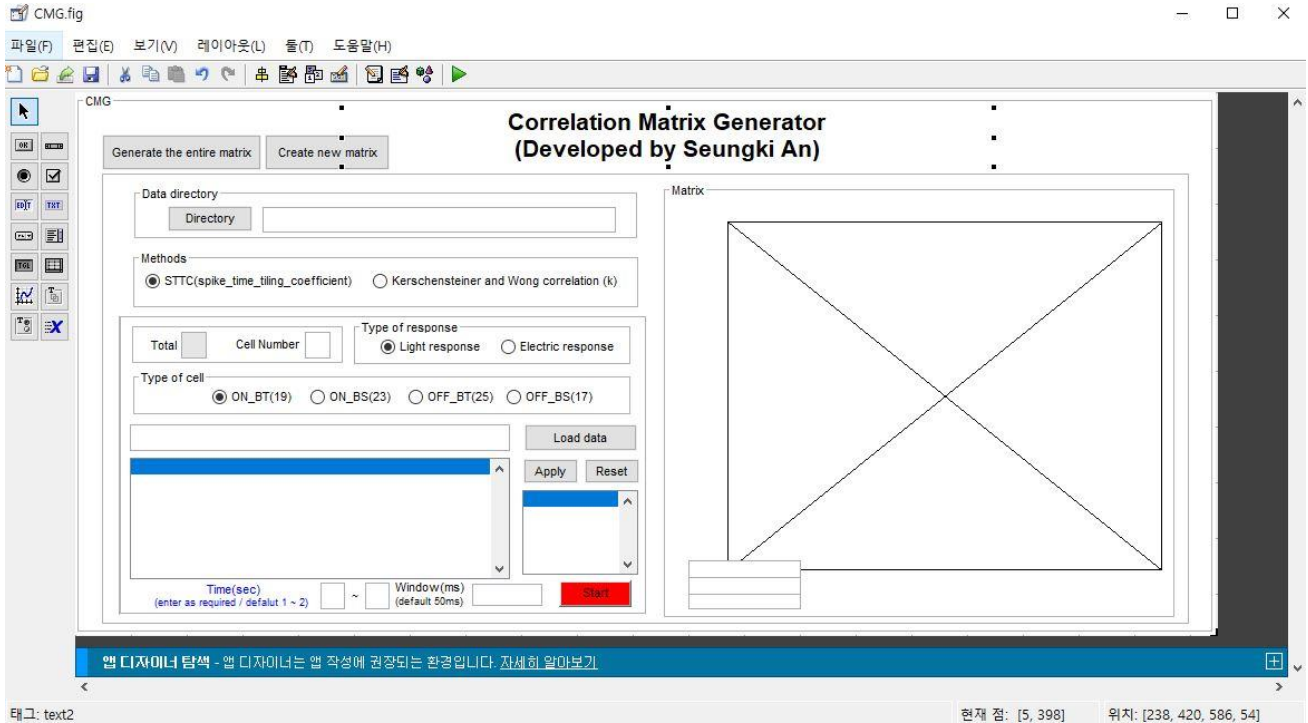 CMG.fig
파일(F) 편집(E) 보기(V) 레이아웃(L) 툴(T) 도움말(H)
OK
EDIT TXT
TGL
CMG
Correlation Matrix Generator
(Developed by Seungki An)
Generate the entire matrix Create new matrix
Data directory
Directory
Methods
STTC(spike_time_tiling_coefficient) Kerschensteiner and Wong correlation (k)
Total Cell Number
Type of response
Light response Electric response
Type of cell
ON_BT(19) ON_BS(23) OFF_BT(25) OFF_BS(17)
Load data
Apply Reset
Time(sec)
(enter as required / defalut 1 ~ 2)
~
Window(ms)
(default 50ms)
Start
Matrix
앱 디자이너 탐색 - 앱 디자이너는 앱 작성에 권장되는 환경입니다. 자세히 알아보기
태그: text2
현재 점: [5, 398] 위치: [238, 420, 586, 54]